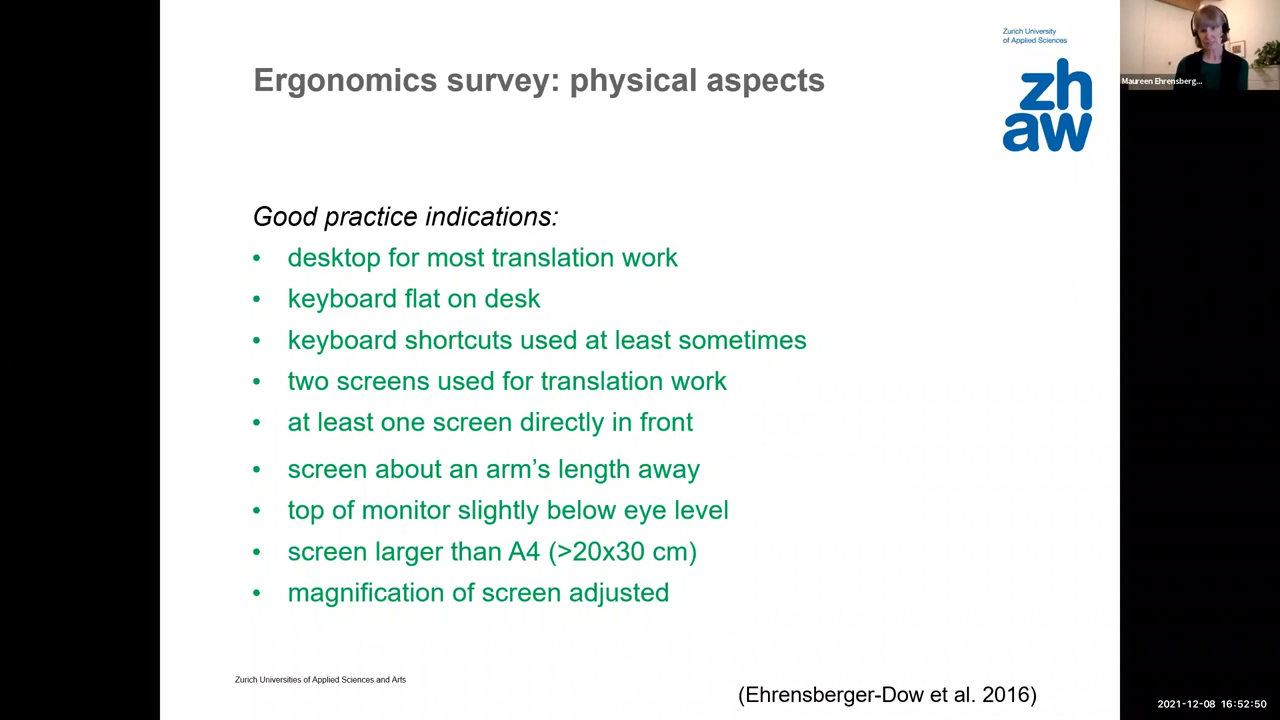 Zurich University
of Applied Sciences
zh
aw
Maureen Ehrensberg...
Ergonomics survey: physical aspects
Good practice indications:
• desktop for most translation work
• keyboard flat on desk
• keyboard shortcuts used at least sometimes
• two screens used for translation work
• at least one screen directly in front
• screen about an arm’s length away
• top of monitor slightly below eye level
• screen larger than A4 (>20x30 cm)
• magnification of screen adjusted
Zurich Universities of Applied Sciences and Arts
(Ehrensberger-Dow et al. 2016)
2021-12-08 16:52:50